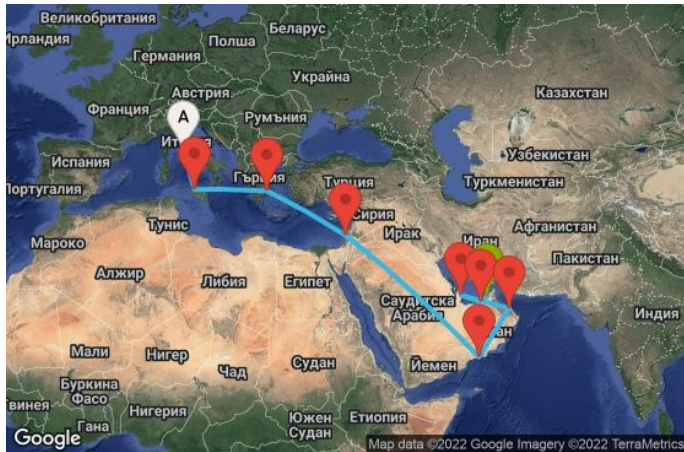 Великобритания
Ирландия
Беларус
Полша
Германия
Украйна
Казахстан
Франция
Австрия
A
Румъния
Испания
Португалия
Гърция
Турция
Узбекистан
Туркменистан
Тунис
Сирия
Мароко
Ирак
Иран
Афганистан
Пакистан
Алжир
Либия
Египет
Саудитска
Арабия
Индия
Мали
Нигер
Чад
Судан
Йемен
Буркина
Фасо
Нигерия
Гана
Южен
Судан
Етиопия
Google
Map data ©2022 Google Imagery ©2022 TerraMetrics